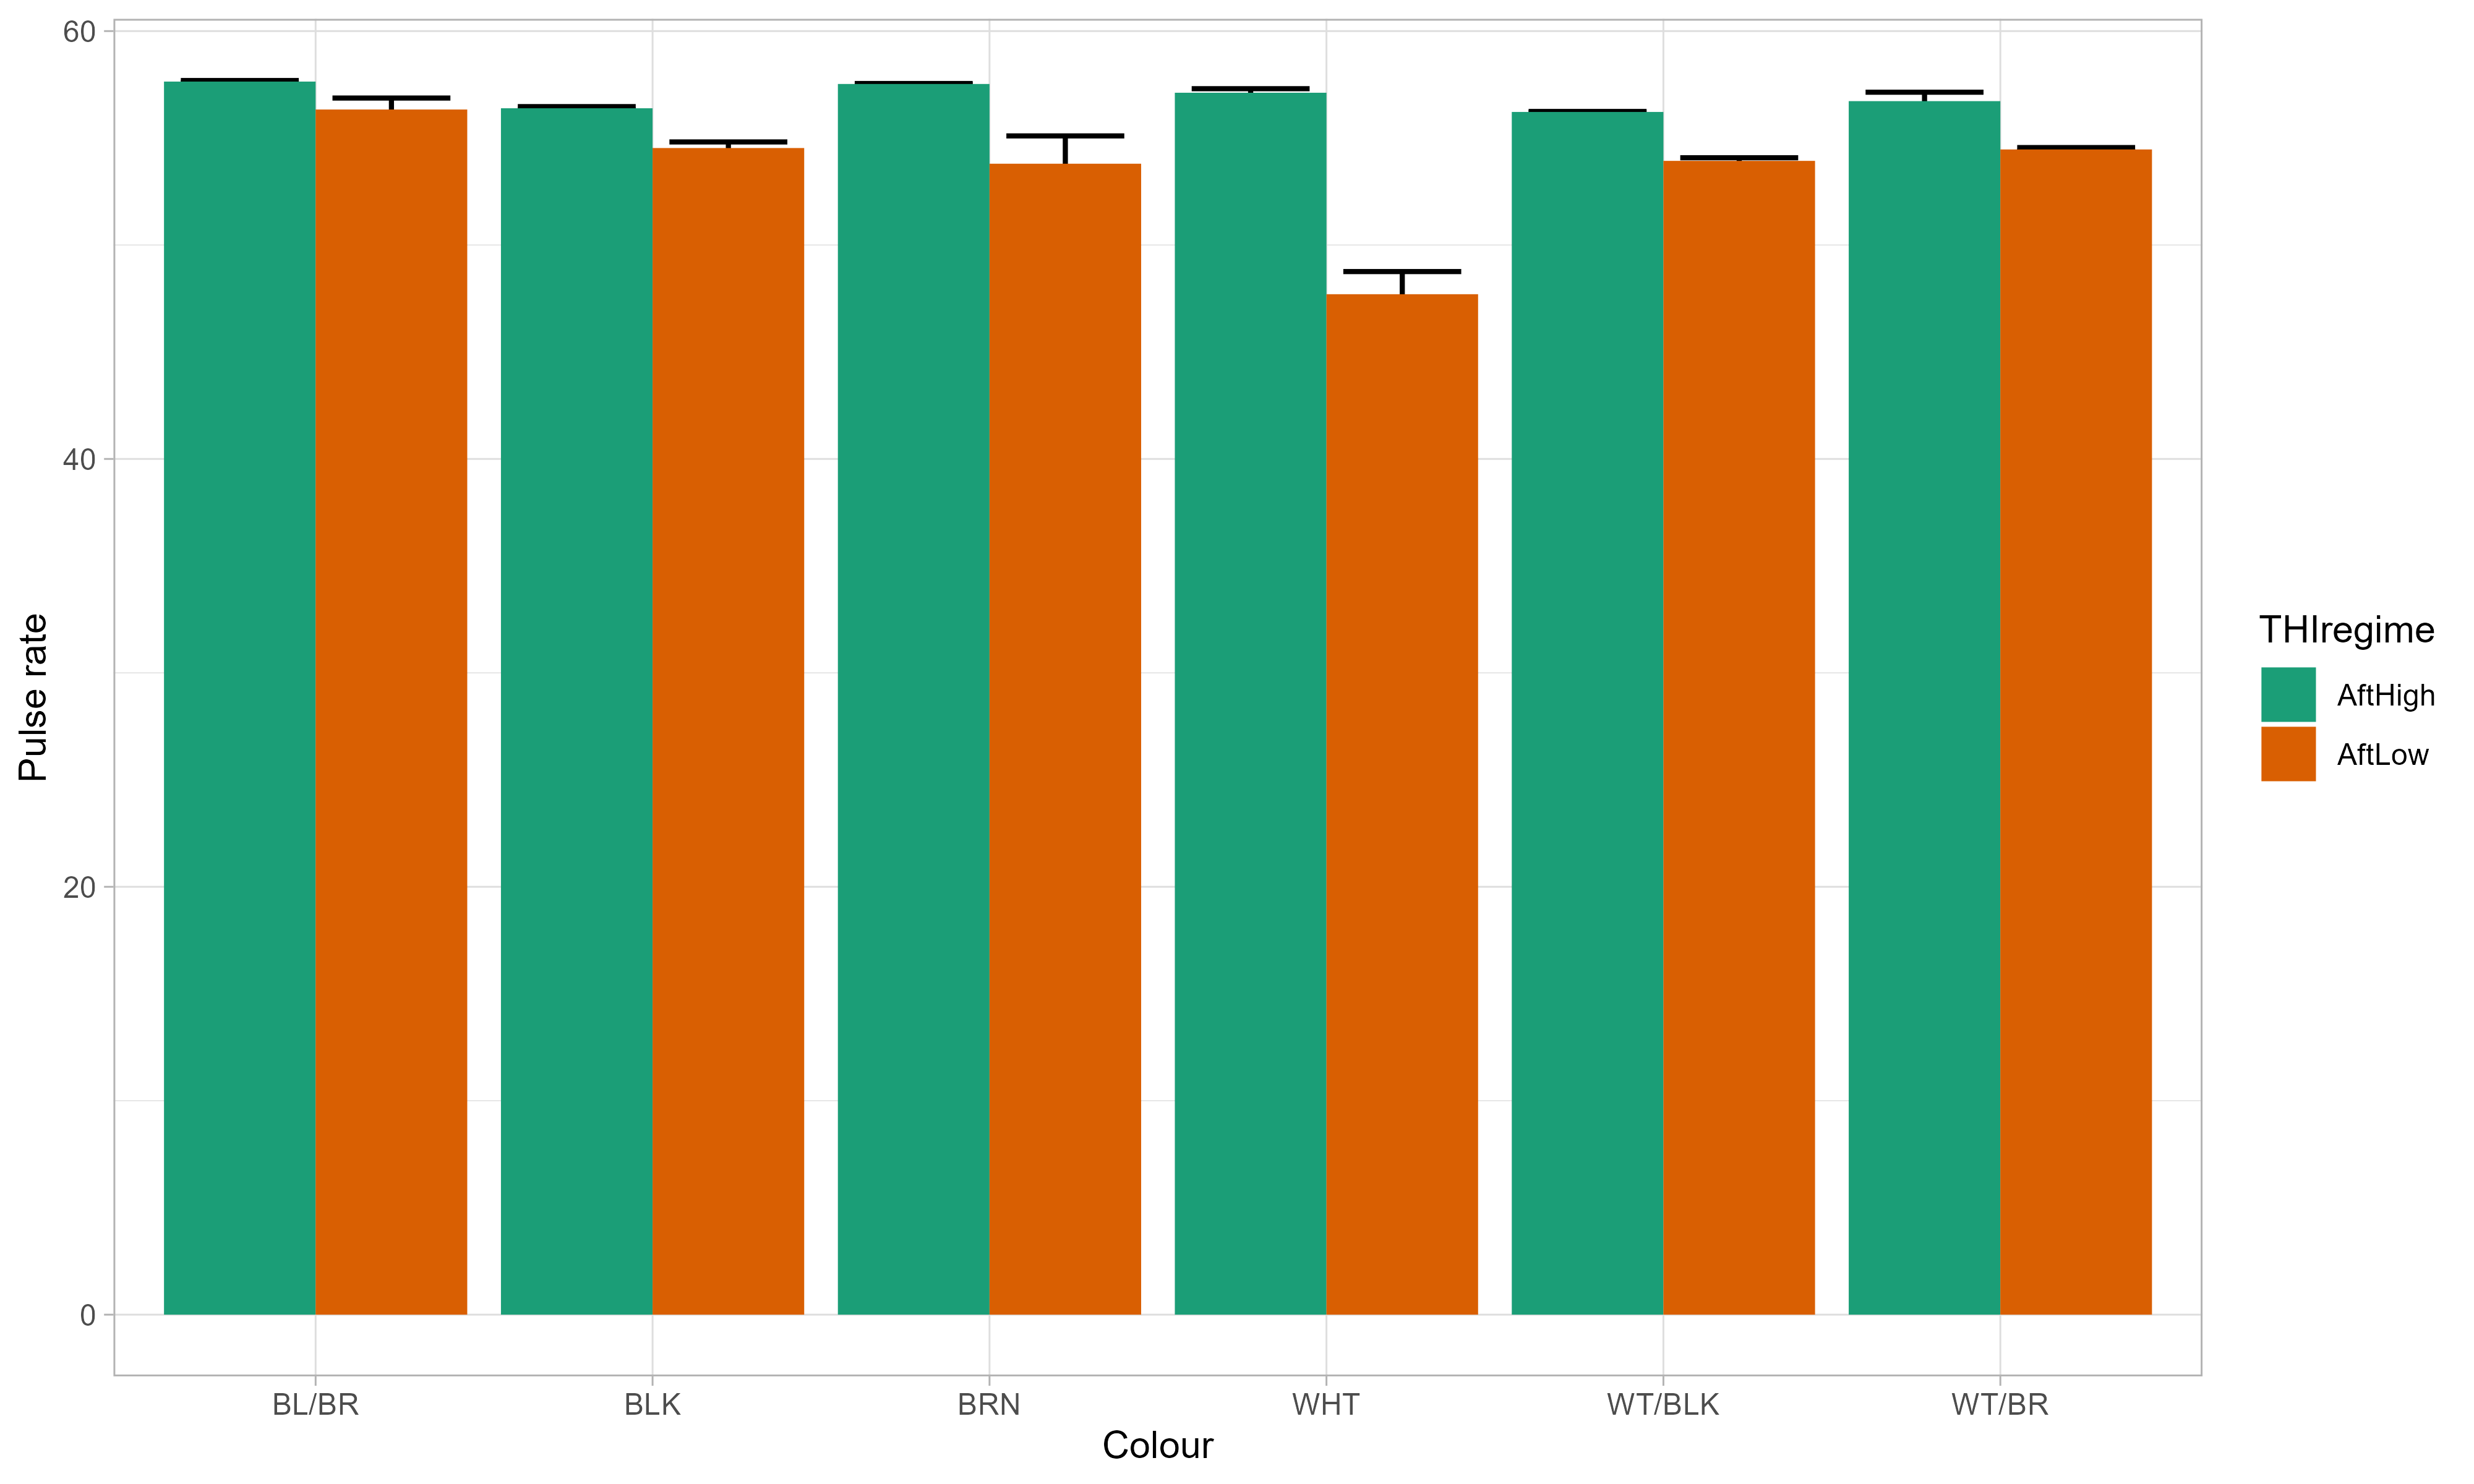 60
40
20
0
Pulse rate
BL/BR BLK BRN WHT WT/BLK WT/BR
Colour
THIregime
AftHigh
AftLow